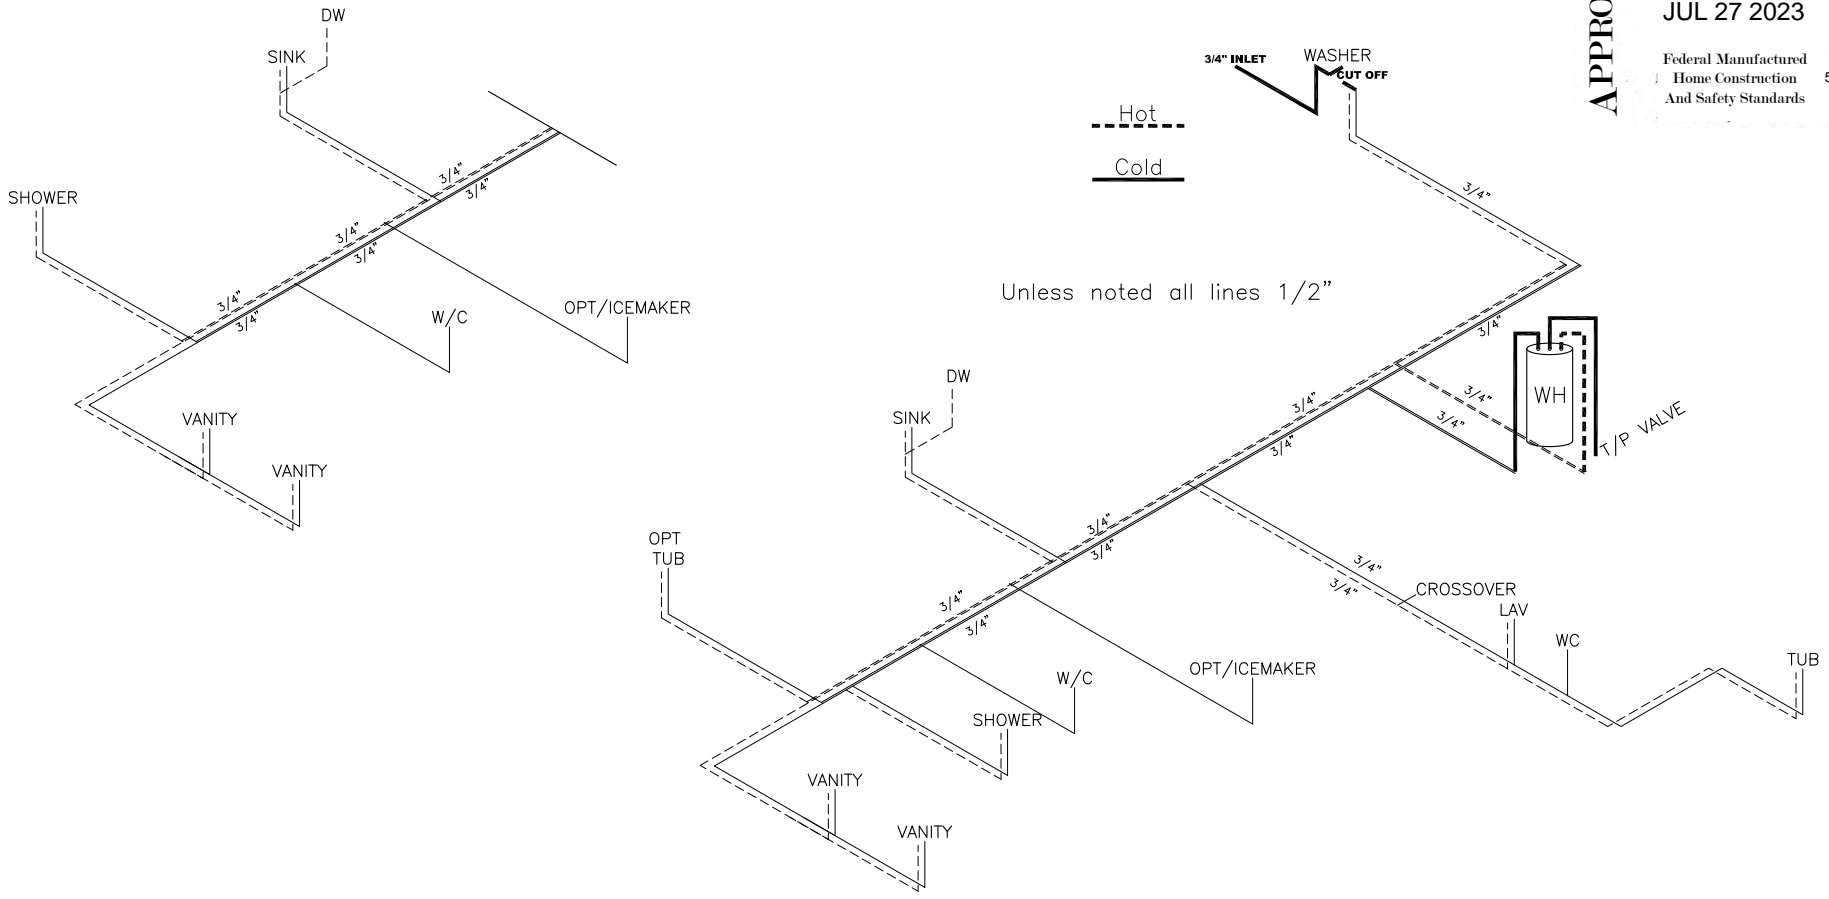 APPRO
JUL 27 2023
Federal Manufactured
Home Construction
And Safety Standards
DW
SINK
3/4"
3/4"
SHOWER
3/4"
3/4"
3/4"
3/4"
W/C
OPT/ICEMAKER
VANITY
VANITY
3/4" INLET
WASHER
CUT OFF
Hot
Cold
3/4"
Unless noted all lines 1/2"
3/4"
WH
T/P VALVE
3/4"
3/4"
3/4"
3/4"
DW
SINK
3/4"
3/4"
OPT
TUB
3/4"
3/4"
3/4"
3/4"
CROSSOVER
LAV
WC
TUB
W/C
OPT/ICEMAKER
SHOWER
VANITY
VANITY